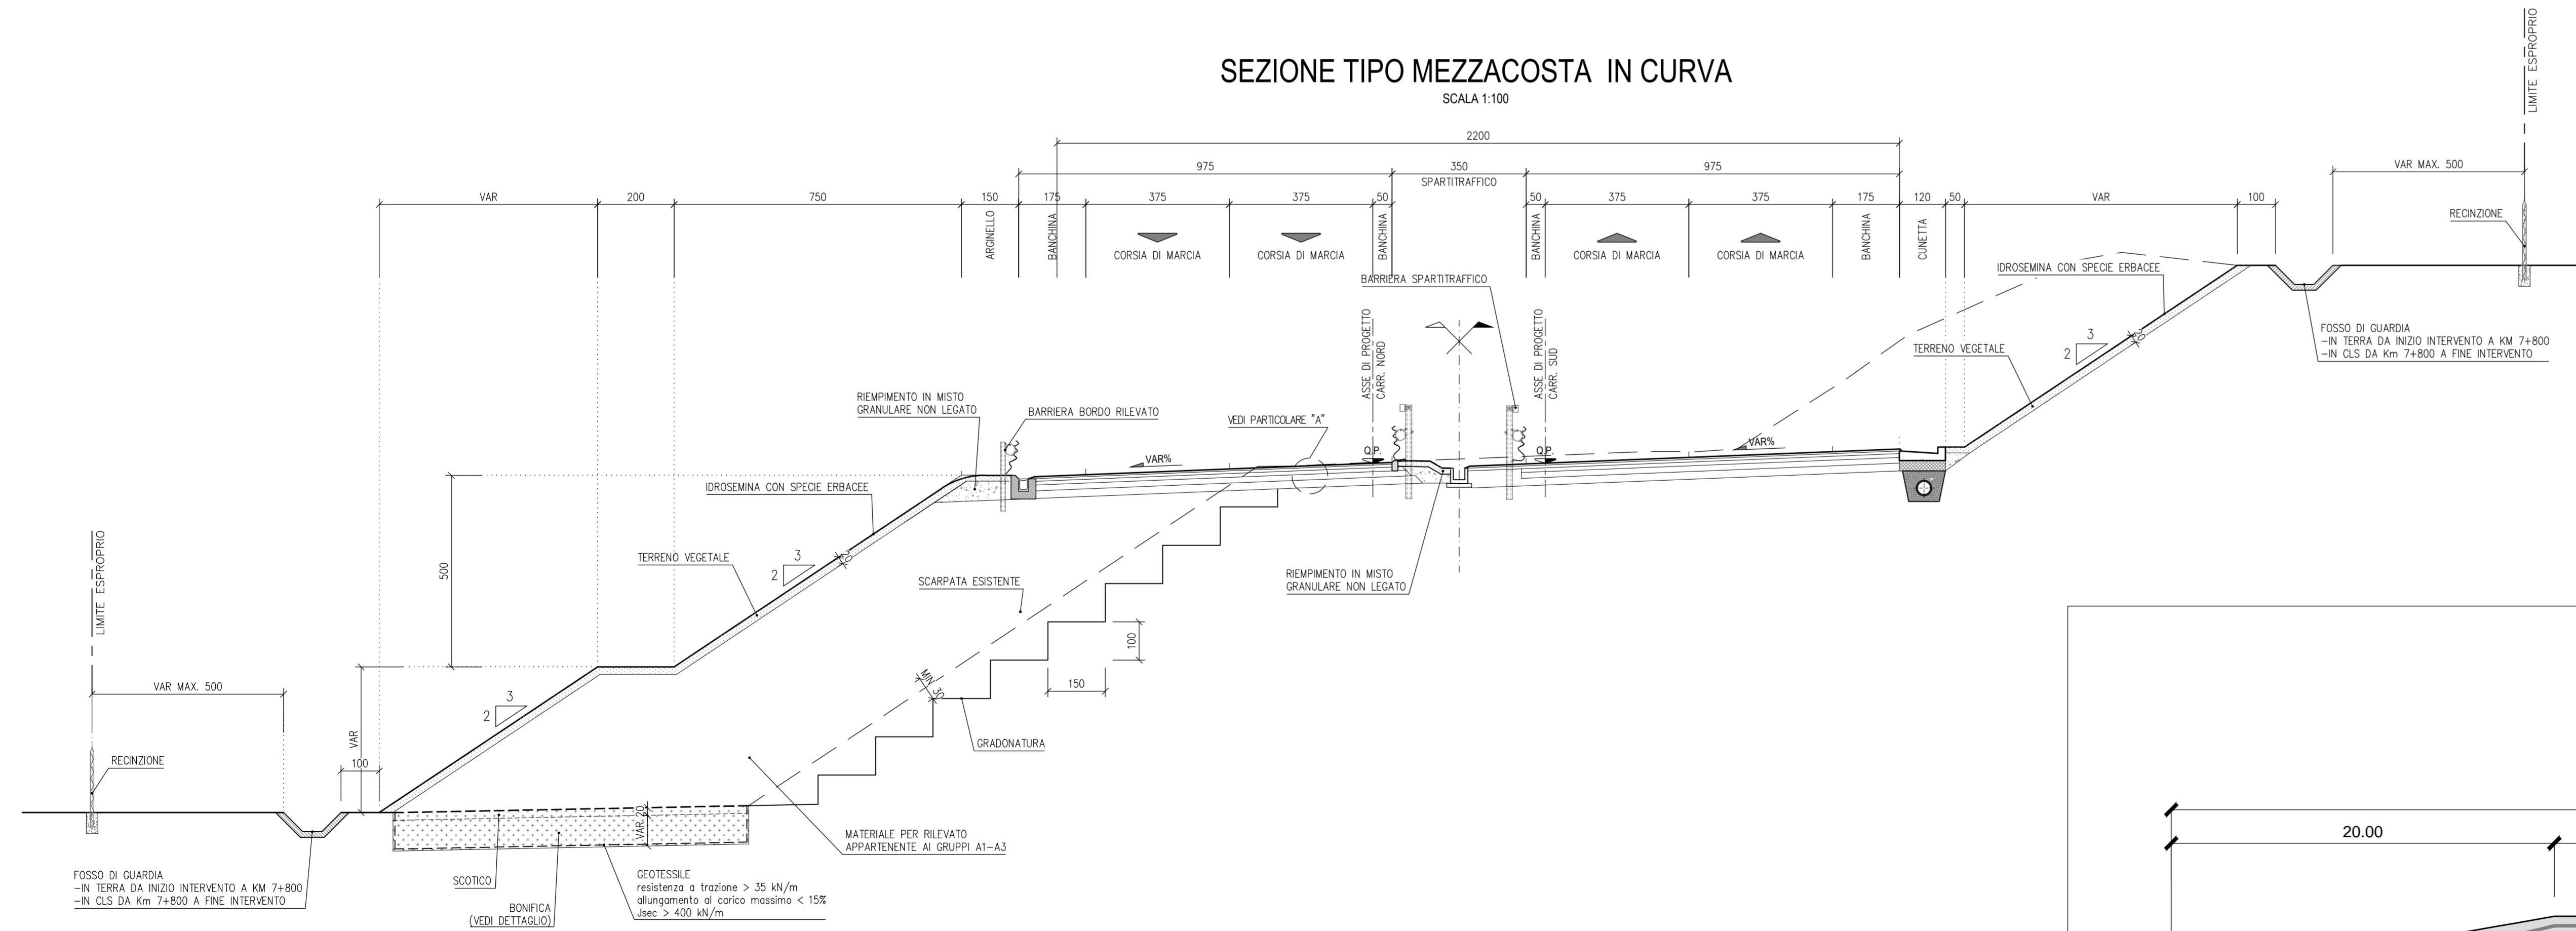 SEZIONE TIPO MEZZACOSTA IN CURVA
SCALA 1:100
LIMITE ESPROPRIO
2200
975
350
975
SPARTITRAFFICO
VAR MAX. 500
VAR
200
750
150
175
375
375
50
50
375
375
175
120
50
VAR
100
ARGINELLO
BANCHINA
CORSIA DI MARCIA
CORSIA DI MARCIA
BANCHINA
BANCHINA
CORSIA DI MARCIA
CORSIA DI MARCIA
BANCHINA
CUNETTA
RECINZIONE
IDROSEMINA CON SPECIE ERBACEE
BARRIERA SPARTITRAFFICO
ASSE DI PROGETTO
CARR. NORD
ASSE DI PROGETTO
CARR. SUD
3
2
20
TERRENO VEGETALE
FOSSO DI GUARDIA
-IN TERRA DA INIZIO INTERVENTO A KM 7+800
-IN CLS DA Km 7+800 A FINE INTERVENTO
RIEMPIMENTO IN MISTO
GRANULARE NON LEGATO
BARRIERA BORDO RILEVATO
VEDI PARTICOLARE "A"
VAR%
Q.P.
Q.P.
VAR%
IDROSEMINA CON SPECIE ERBACEE
LIMITE ESPROPRIO
500
TERRENO VEGETALE
3
2
20
SCARPATA ESISTENTE
RIEMPIMENTO IN MISTO
GRANULARE NON LEGATO
100
150
MIN 30
GRADONATURA
VAR MAX. 500
3
2
VAR
100
RECINZIONE
20
VAR.
MATERIALE PER RILEVATO
APPARTENENTE AI GRUPPI A1-A3
FOSSO DI GUARDIA
-IN TERRA DA INIZIO INTERVENTO A KM 7+800
-IN CLS DA Km 7+800 A FINE INTERVENTO
SCOTICO
BONIFICA
(VEDI DETTAGLIO)
GEOTESSILE
resistenza a trazione > 35 kN/m
allungamento al carico massimo < 15%
Jsec > 400 kN/m
20.00